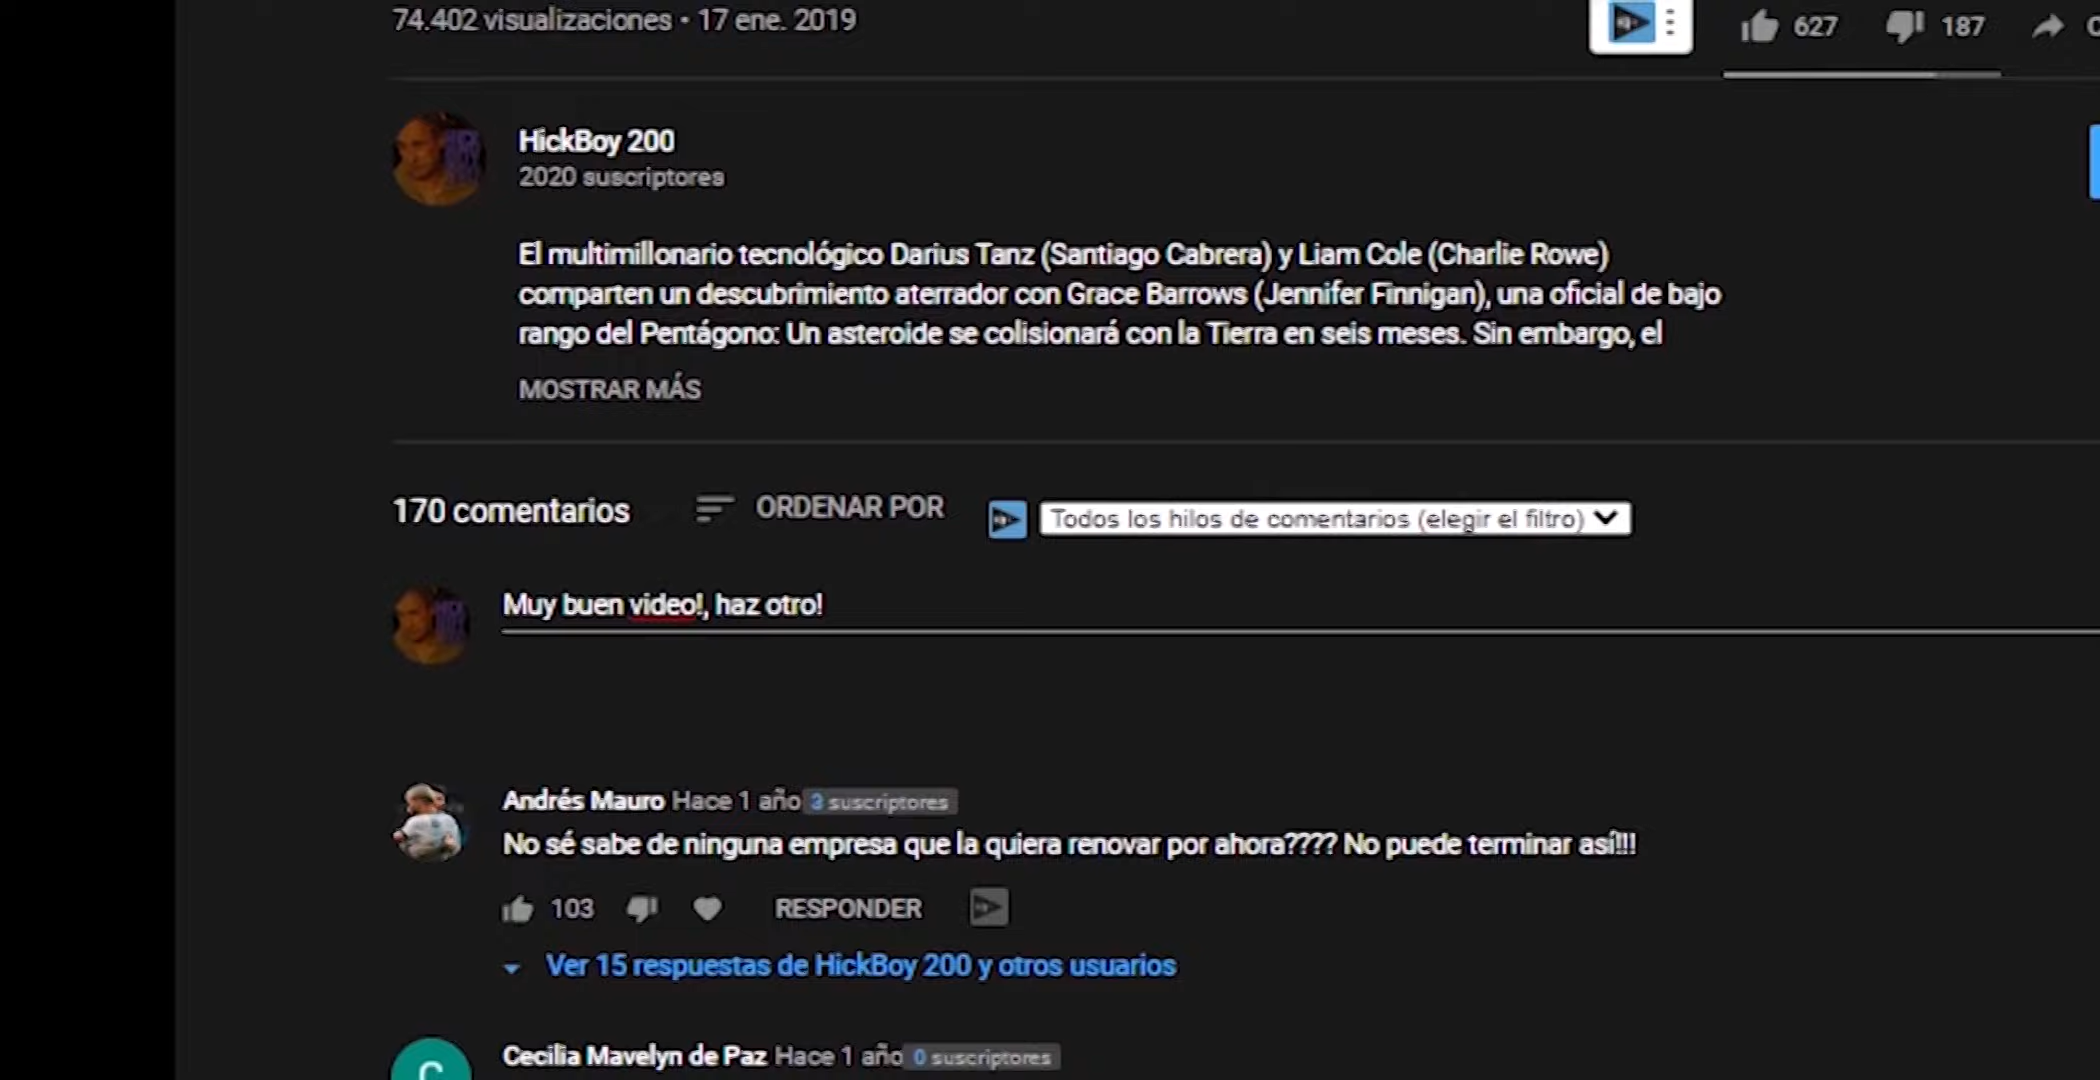 74.402 visualizaciones • 17 ene. 2019
627
187
HickBoy 200
2020 suscriptores
El multimillonario tecnológico Darius Tanz (Santiago Cabrera) y Liam Cole (Charlie Rowe)
comparten un descubrimiento aterrador con Grace Barrows (Jennifer Finnigan), una oficial de bajo
rango del Pentágono: Un asteroide se colisionará con la Tierra en seis meses. Sin embargo, el
MOSTRAR MÁS
170 comentarios
ORDENAR POR
Todos los hilos de comentarios (elegir el filtro)
Muy buen video!, haz otro!
Andrés Mauro Hace 1 año 3 suscriptores
No sé sabe de ninguna empresa que la quiera renovar por ahora???? No puede terminar así!!!
103
RESPONDER
Ver 15 respuestas de HickBoy 200 y otros usuarios
C
Cecilia Mavelyn de Paz Hace 1 año 0 suscriptores